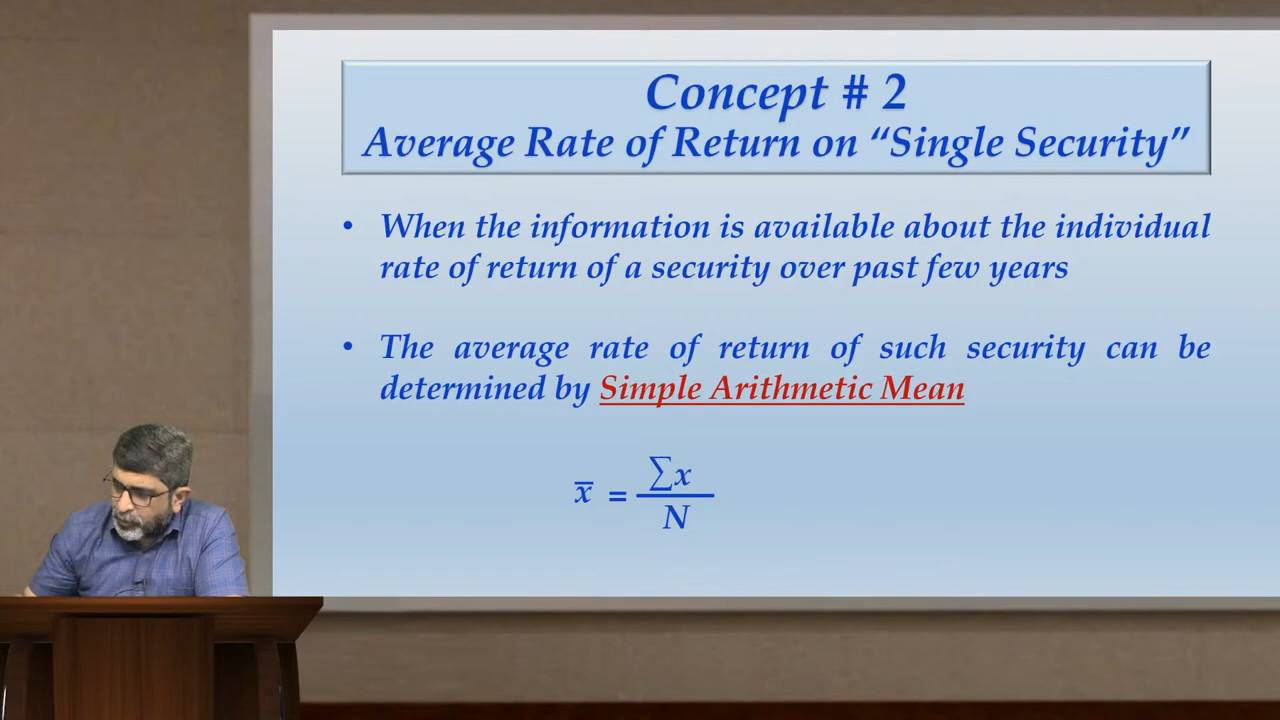 Concept # 2
Average Rate of Return on “Single Security”
• When the information is available about the individual
rate of return of a security over past few years
• The average rate of return of such security can be
determined by Simple Arithmetic Mean
x̅ = ∑x
N